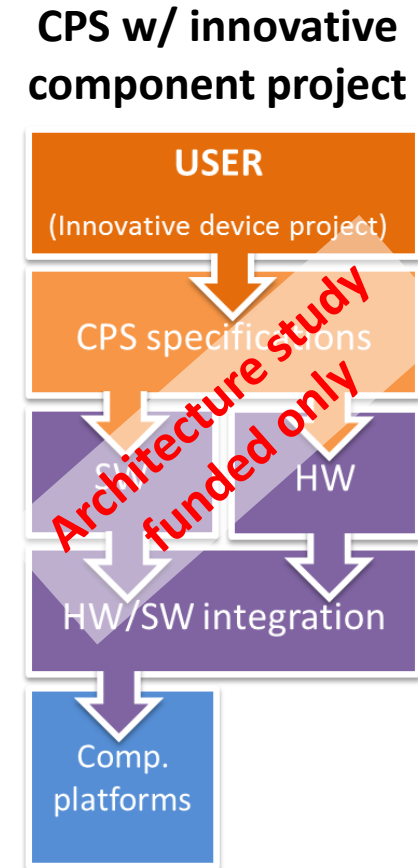 CPS w/ innovative
component project
USER
(Innovative device project)
CPS specifications
SW
HW
HW/SW integration
Comp.
platforms
Architecture study
funded only